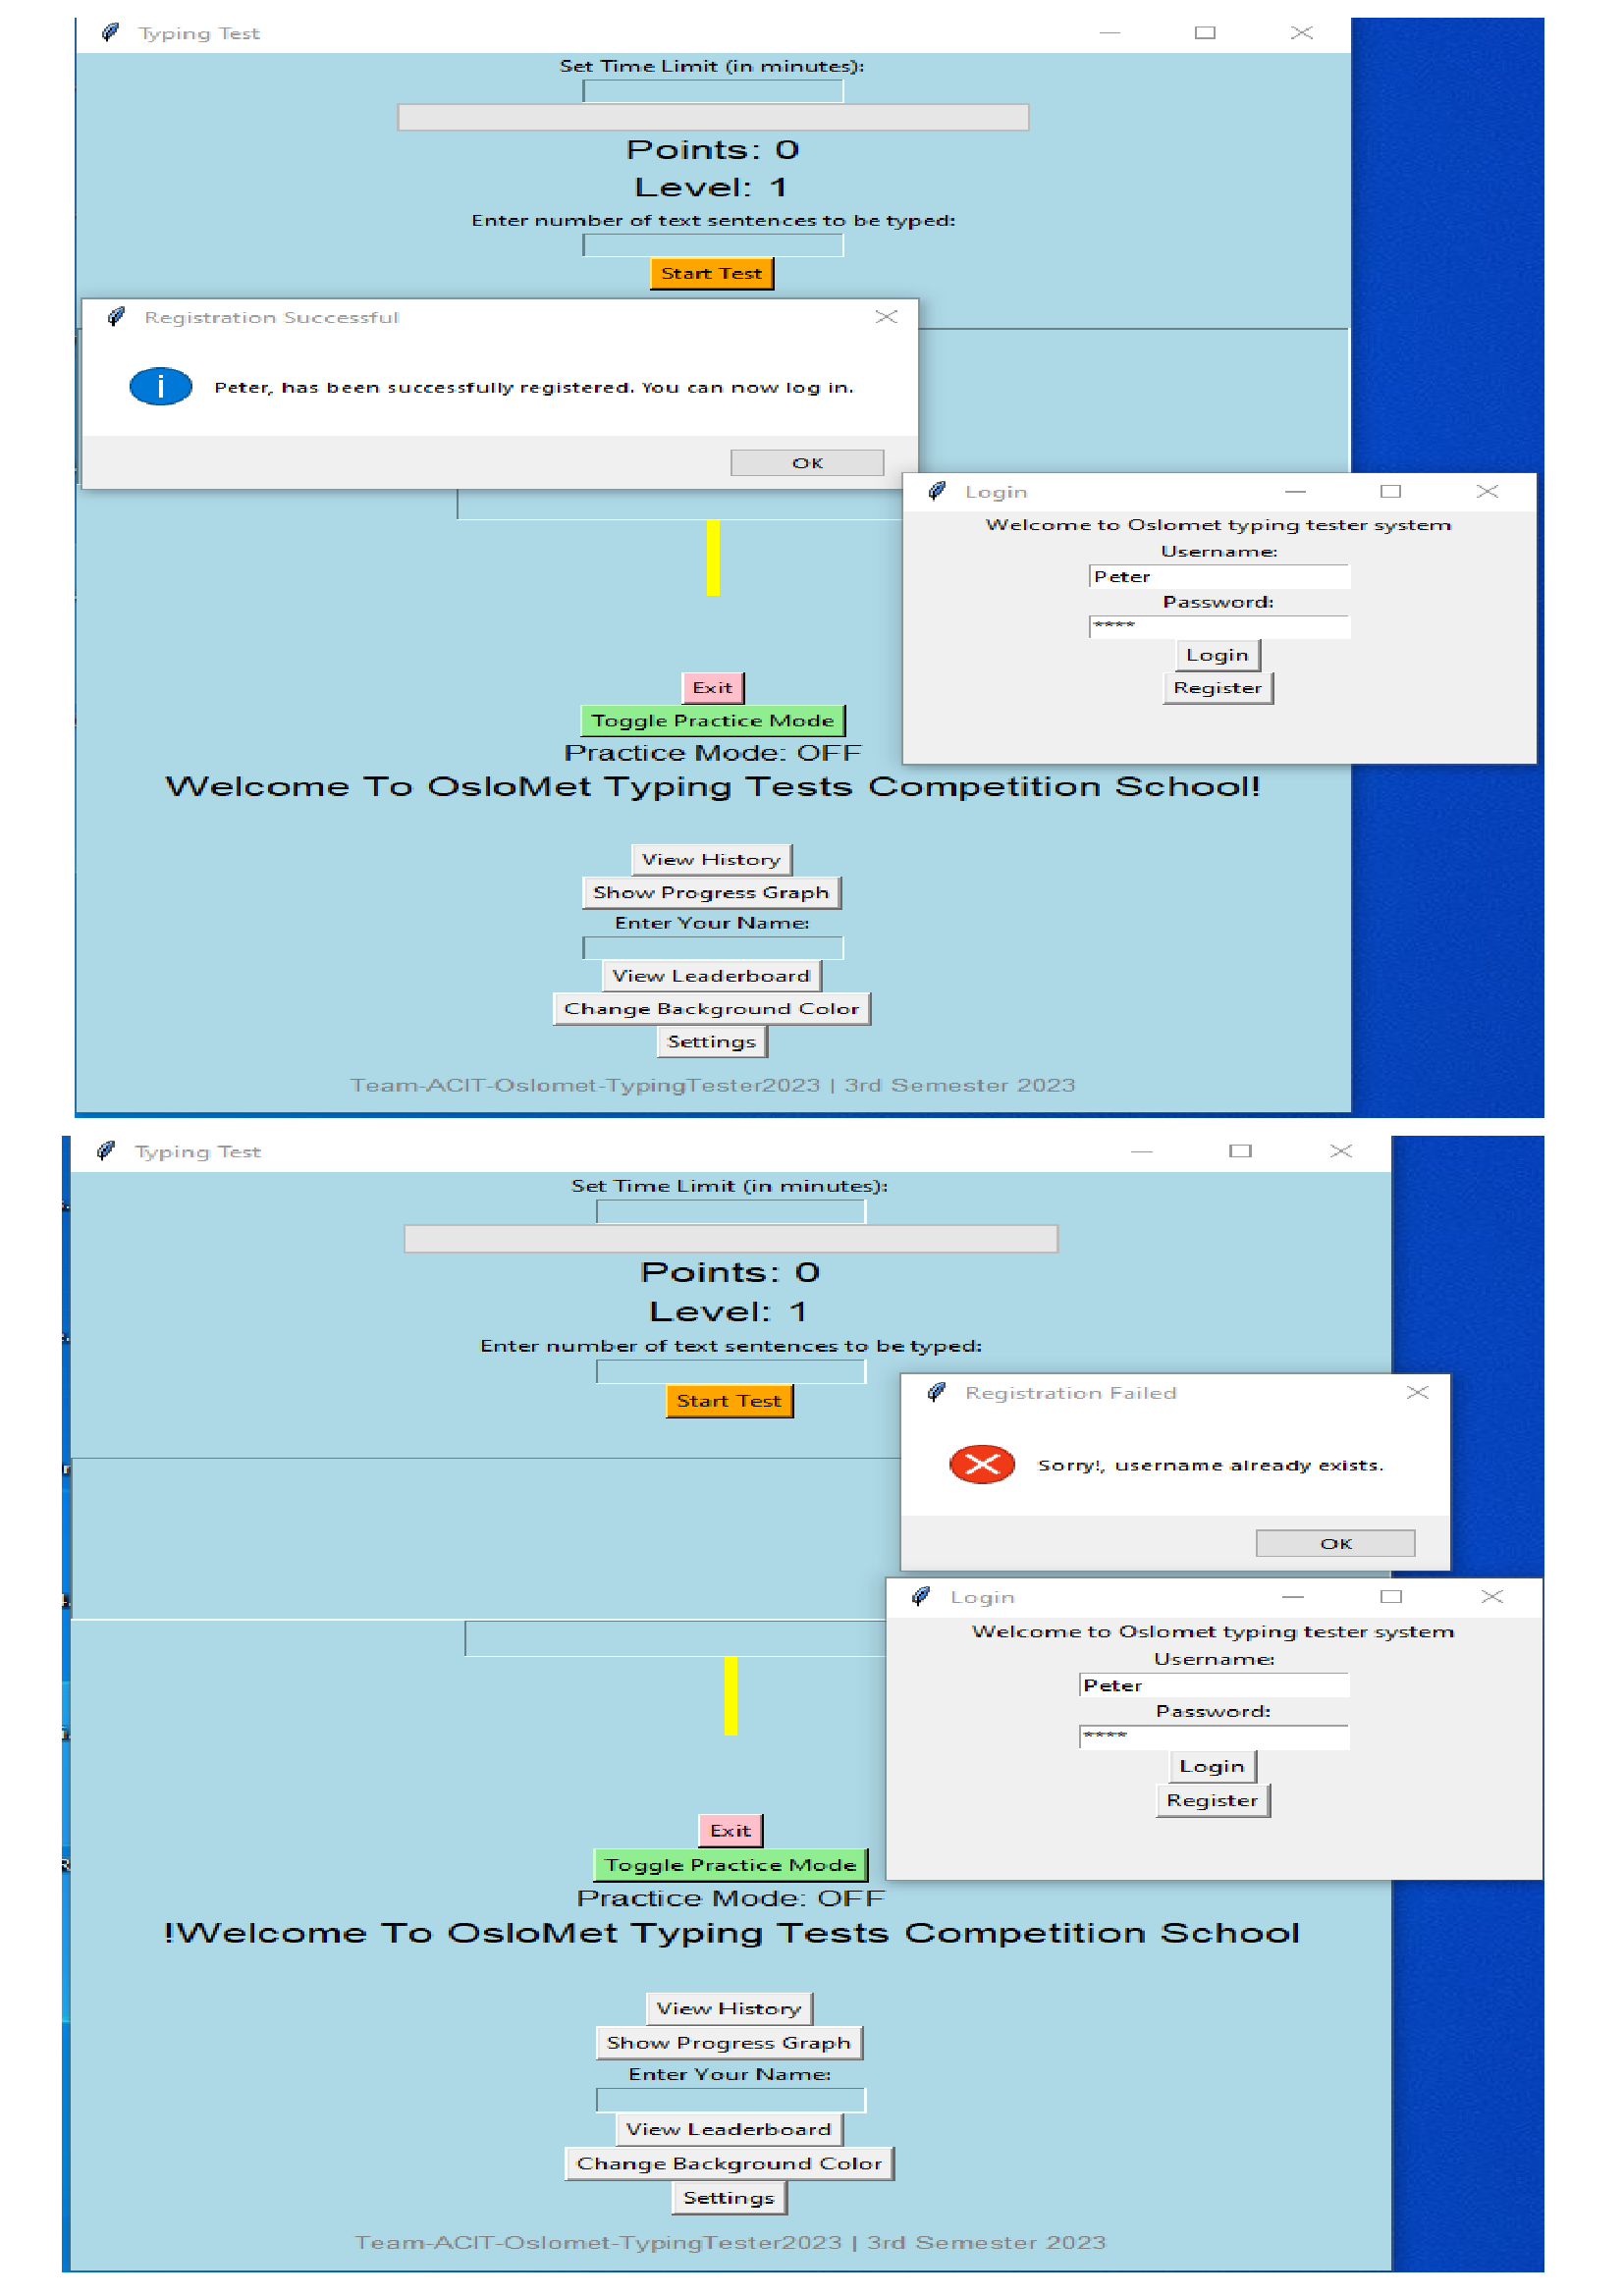 Typing Test
Set Time Limit (in minutes):
Points: 0
Level: 1
Enter number of text sentences to be typed:
Start Test
Registration Successful
i
Peter, has been successfully registered. You can now log in.
OK
Login
Welcome to Oslomet typing tester system
Username:
Peter
Password:
****
Login
Register
Exit
Toggle Practice Mode
Practice Mode: OFF
Welcome To OsloMet Typing Tests Competition School!
View History
Show Progress Graph
Enter Your Name:
View Leaderboard
Change Background Color
Settings
Team-ACIT-Oslomet-TypingTester2023 | 3rd Semester 2023
Typing Test
Set Time Limit (in minutes):
Points: 0
Level: 1
Enter number of text sentences to be typed:
Start Test
Registration Failed
Sorry!, username already exists.
OK
Login
Welcome to Oslomet typing tester system
Username:
Peter
Password:
****
Login
Register
Exit
Toggle Practice Mode
Practice Mode: OFF
!Welcome To OsloMet Typing Tests Competition School
View History
Show Progress Graph
Enter Your Name:
View Leaderboard
Change Background Color
Settings
Team-ACIT-Oslomet-TypingTester2023 | 3rd Semester 2023